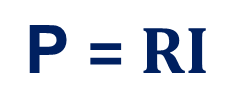 P = RI